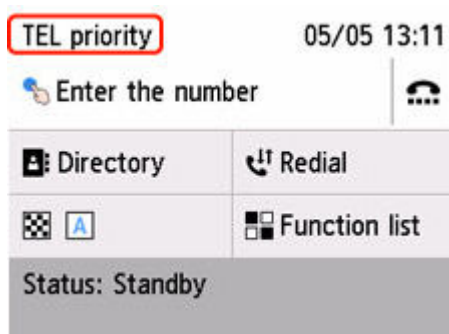 TEL priority 05/05 13:11
Enter the number
Directory Redial
A Function list
Status: Standby